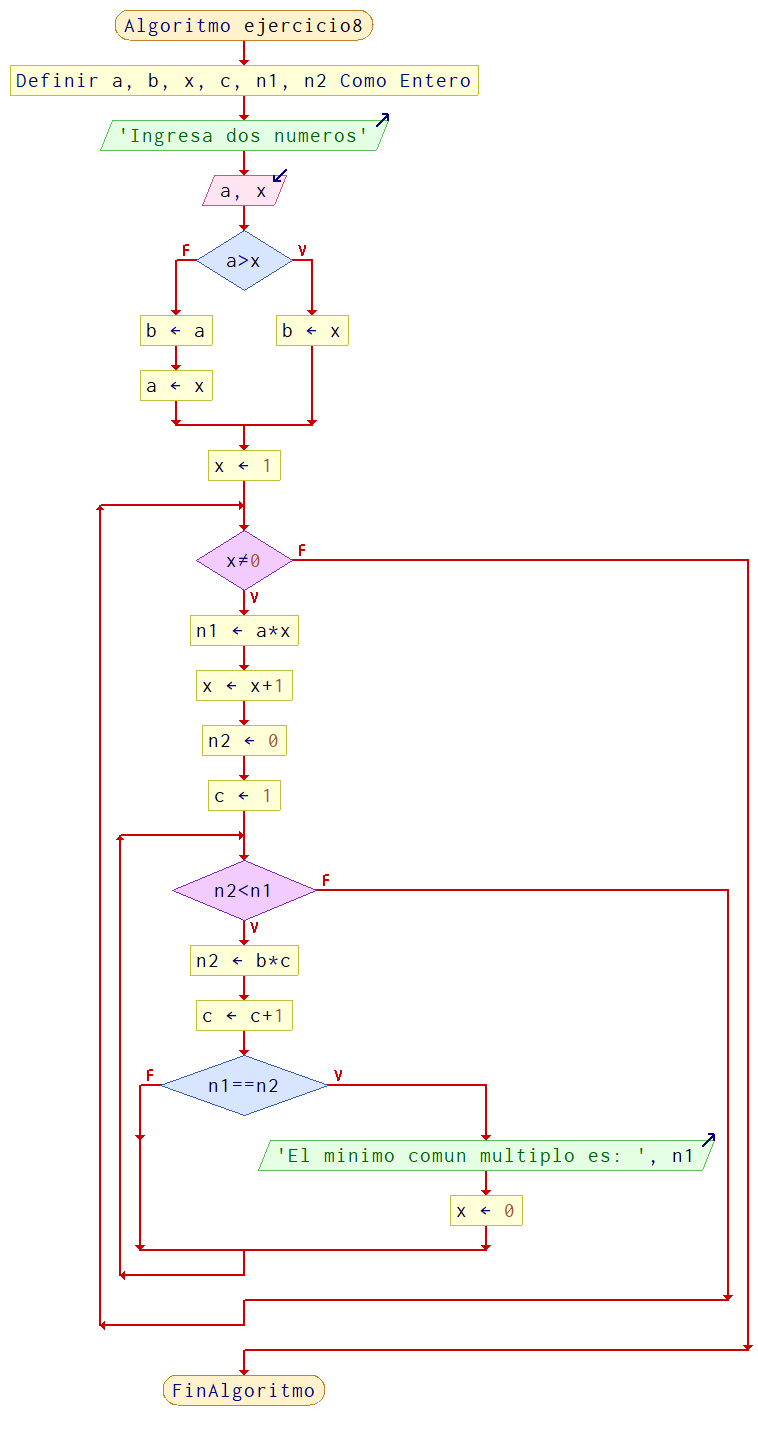 Algoritmo ejercicio8
Definir a, b, x, c, n1, n2 Como Entero
'Ingresa dos numeros'
a, x
a>x
F
V
b ← a
b ← x
a ← x
x ← 1
x≠0
F
V
n1 ← a*x
x ← x+1
n2 ← 0
c ← 1
n2<n1
F
V
n2 ← b*c
c ← c+1
n1==n2
F
V
'El minimo comun multiplo es: ', n1
x ← 0
FinAlgoritmo